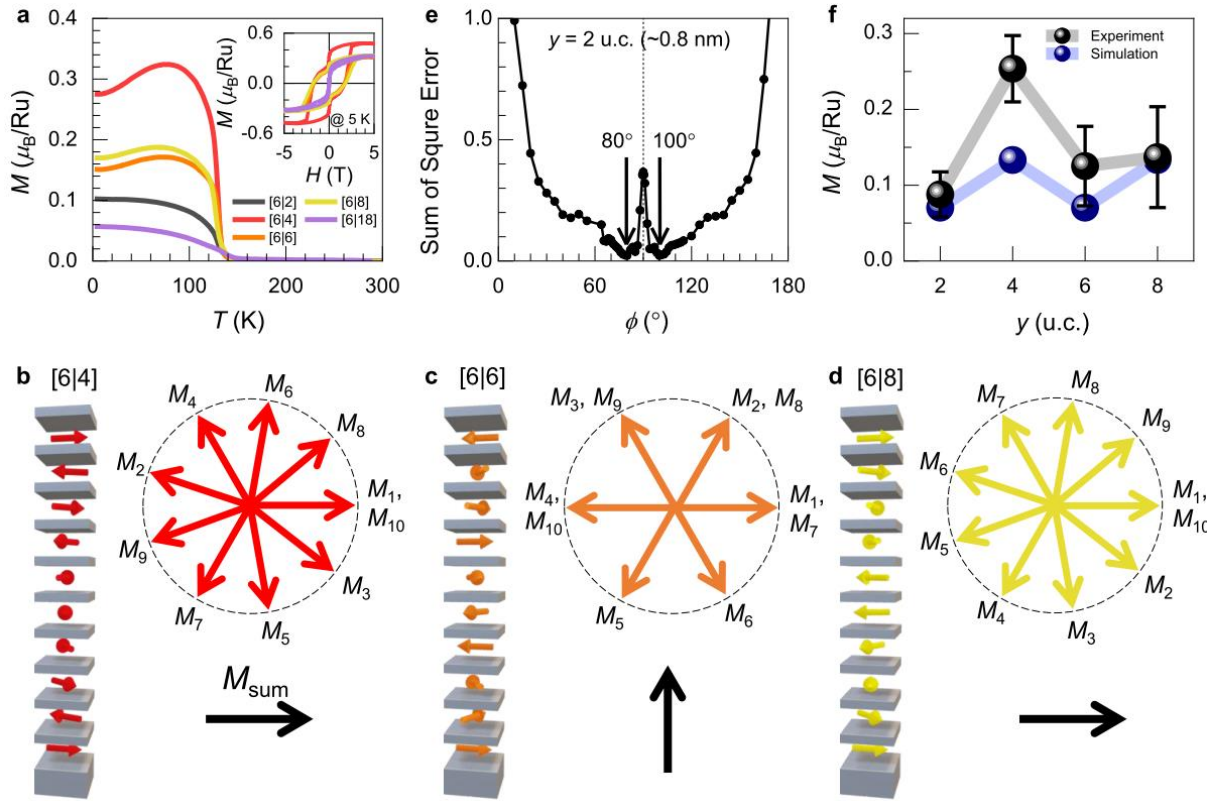 a
M (μB/Ru)
0.4
0.3
0.2
0.1
0.0
0
100
200
300
T (K)
M (μB/Ru)
0.6
0.0
-0.6
@ 5 K
-5
0
5
H (T)
[6|2]
[6|4]
[6|6]
[6|8]
[6|18]
e
y = 2 u.c. (~0.8 nm)
Sum of Squre Error
1.0
0.5
0.0
80°
100°
0
60
120
180
ϕ (°)
f
Experiment
Simulation
M (μB/Ru)
0.3
0.2
0.1
0.0
2
4
6
8
y (u.c.)
b [6|4]
M4
M6
M8
M2
M1,
M10
M9
M3
M7
M5
Msum
c [6|6]
M3, M9
M2, M8
M4,
M10
M1,
M7
M5
M6
d [6|8]
M7
M8
M9
M6
M1,
M10
M5
M2
M4
M3